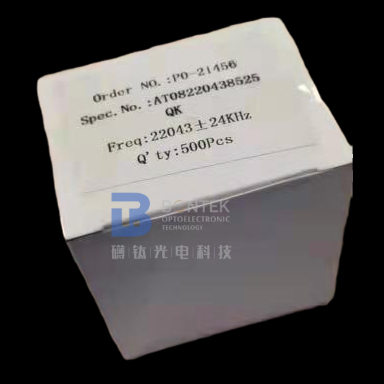 Order NO.:PO-21456
Spec.No.:AT08220438525
QK
Freq:22043±24KHz
Q'ty:500Pcs
BONTEK
OPTOELECTRONIC
TECHNOLOGY
礴钛光电科技